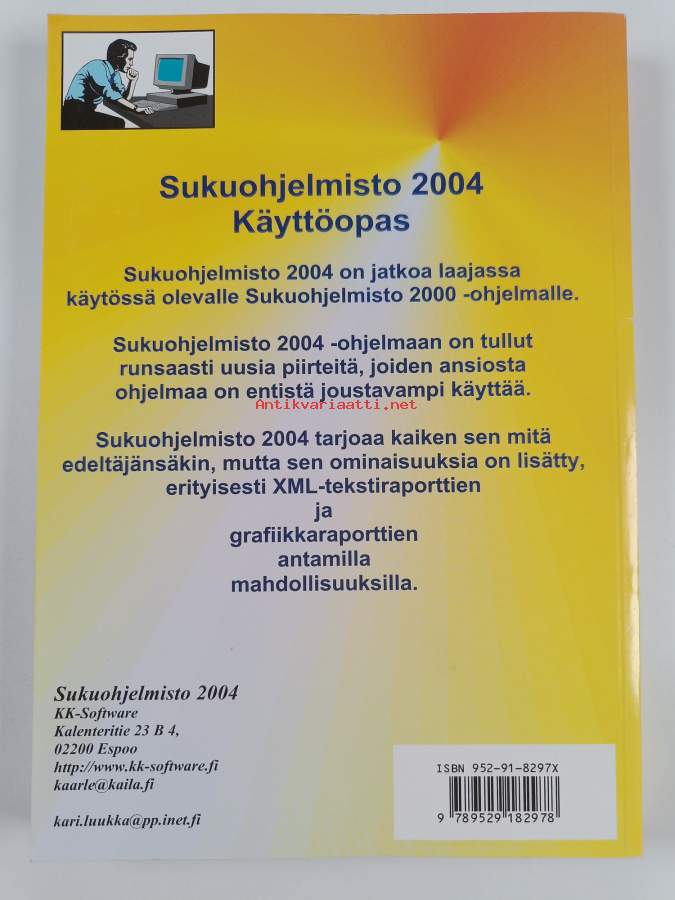 Sukuohjelmisto 2004
Käyttöopas
Sukuohjelmisto 2004 on jatkoa laajassa
käytössä olevalle Sukuohjelmisto 2000 -ohjelmalle.
Sukuohjelmisto 2004 -ohjelmaan on tullut
runsaasti uusia piirteitä, joiden ansiosta
ohjelmaa on entistä joustavampi käyttää.
Antikvariaatti.net
Sukuohjelmisto 2004 tarjoaa kaiken sen mitä
edeltäjänsäkin, mutta sen ominaisuuksia on lisätty,
erityisesti XML-tekstiraporttien
ja
grafiikkaraporttien
antamilla
mahdollisuuksilla.
Sukuohjelmisto 2004
KK-Software
Kalenteritie 23 B 4,
02200 Espoo
http://www.kk-software.fi
kaarle@kaila.fi
kari.luukka@pp.inet.fi
ISBN 952-91-8297X
9 789529 182978